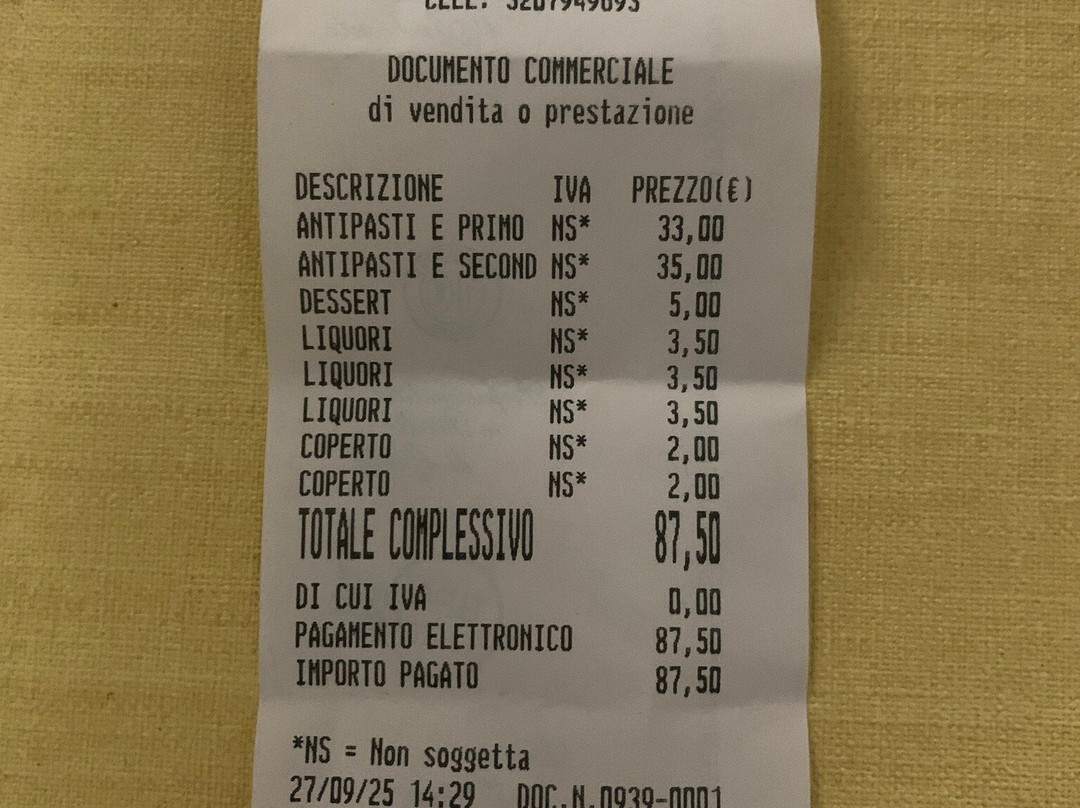 DOCUMENTO COMMERCIALE
di vendita o prestazione
DESCRIZIONE IVA PREZZO(€)
ANTIPASTI E PRIMO NS* 33,00
ANTIPASTI E SECOND NS* 35,00
DESSERT NS* 5,00
LIQUORI NS* 3,50
LIQUORI NS* 3,50
LIQUORI NS* 3,50
COPERTO NS* 2,00
COPERTO NS* 2,00
TOTALE COMPLESSIVO 87,50
DI CUI IVA 0,00
PAGAMENTO ELETTRONICO 87,50
IMPORTO PAGATO 87,50
*NS = Non soggetta
27/09/25 14:29 DOC.N.0939-0001